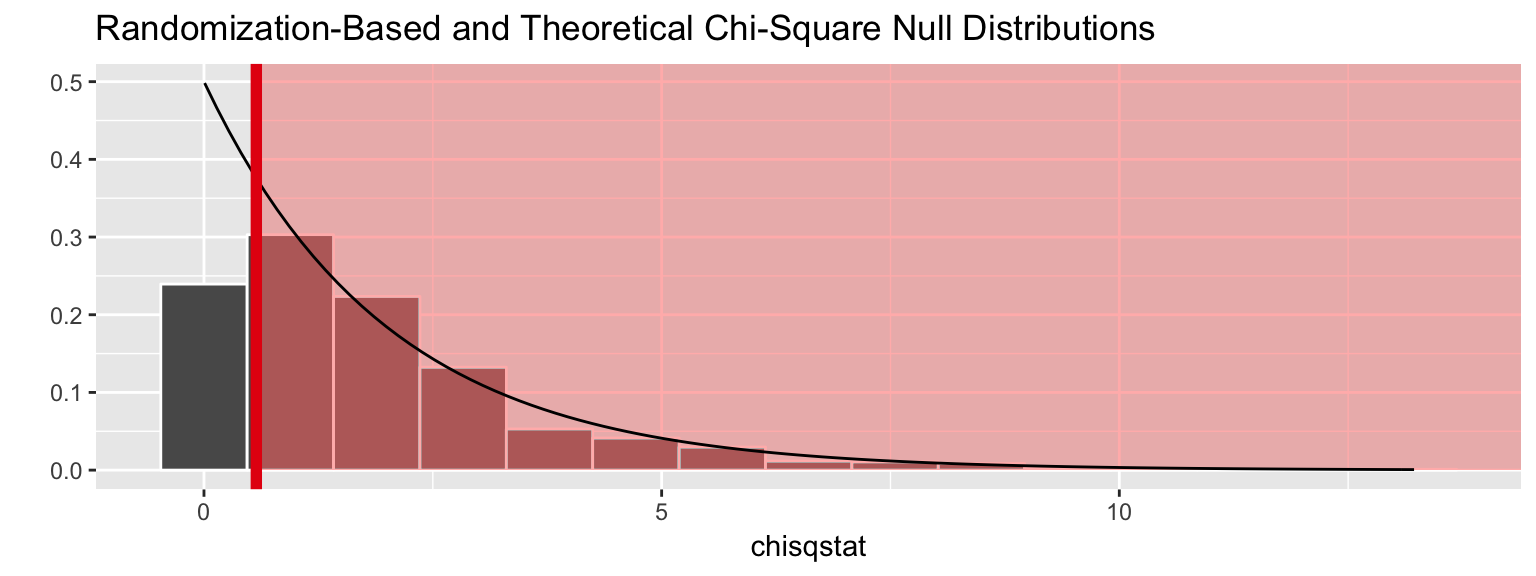 Randomization-Based and Theoretical Chi-Square Null Distributions
0.5
0.4
0.3
0.2
0.1
0.0
0 5 10
chisqstat